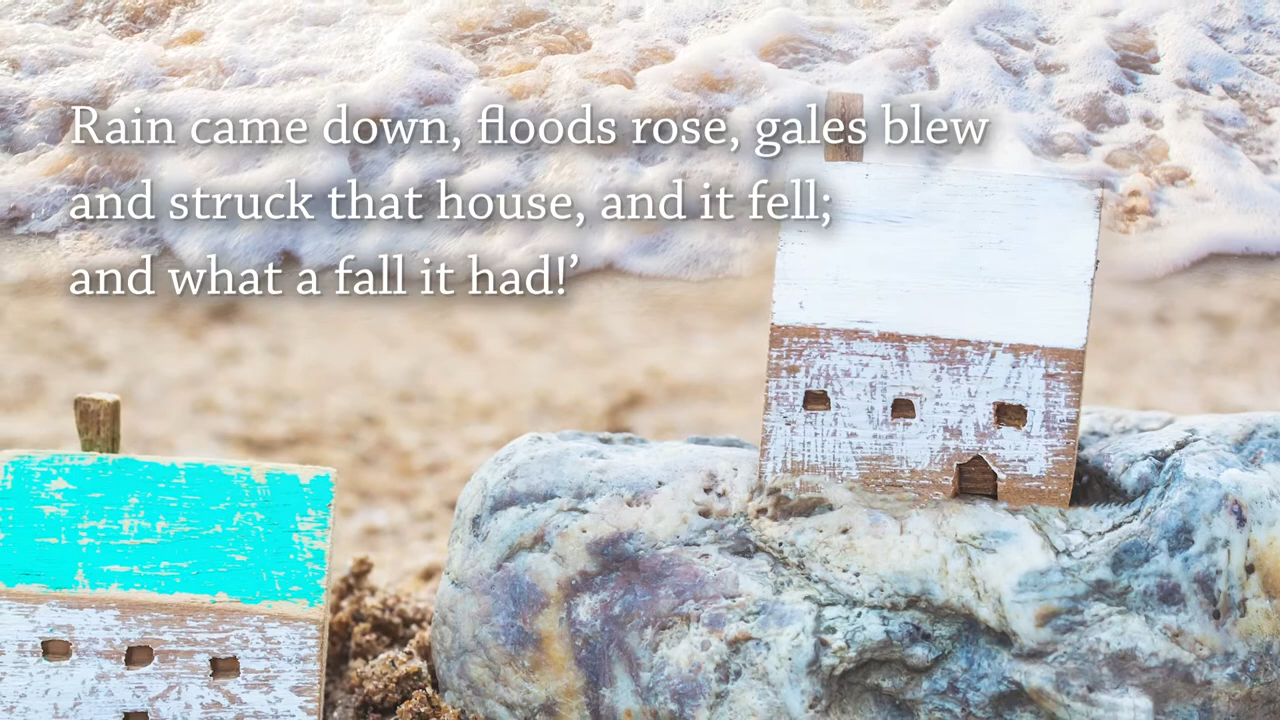 Rain came down, floods rose, gales blew
and struck that house, and it fell;
and what a fall it had!’